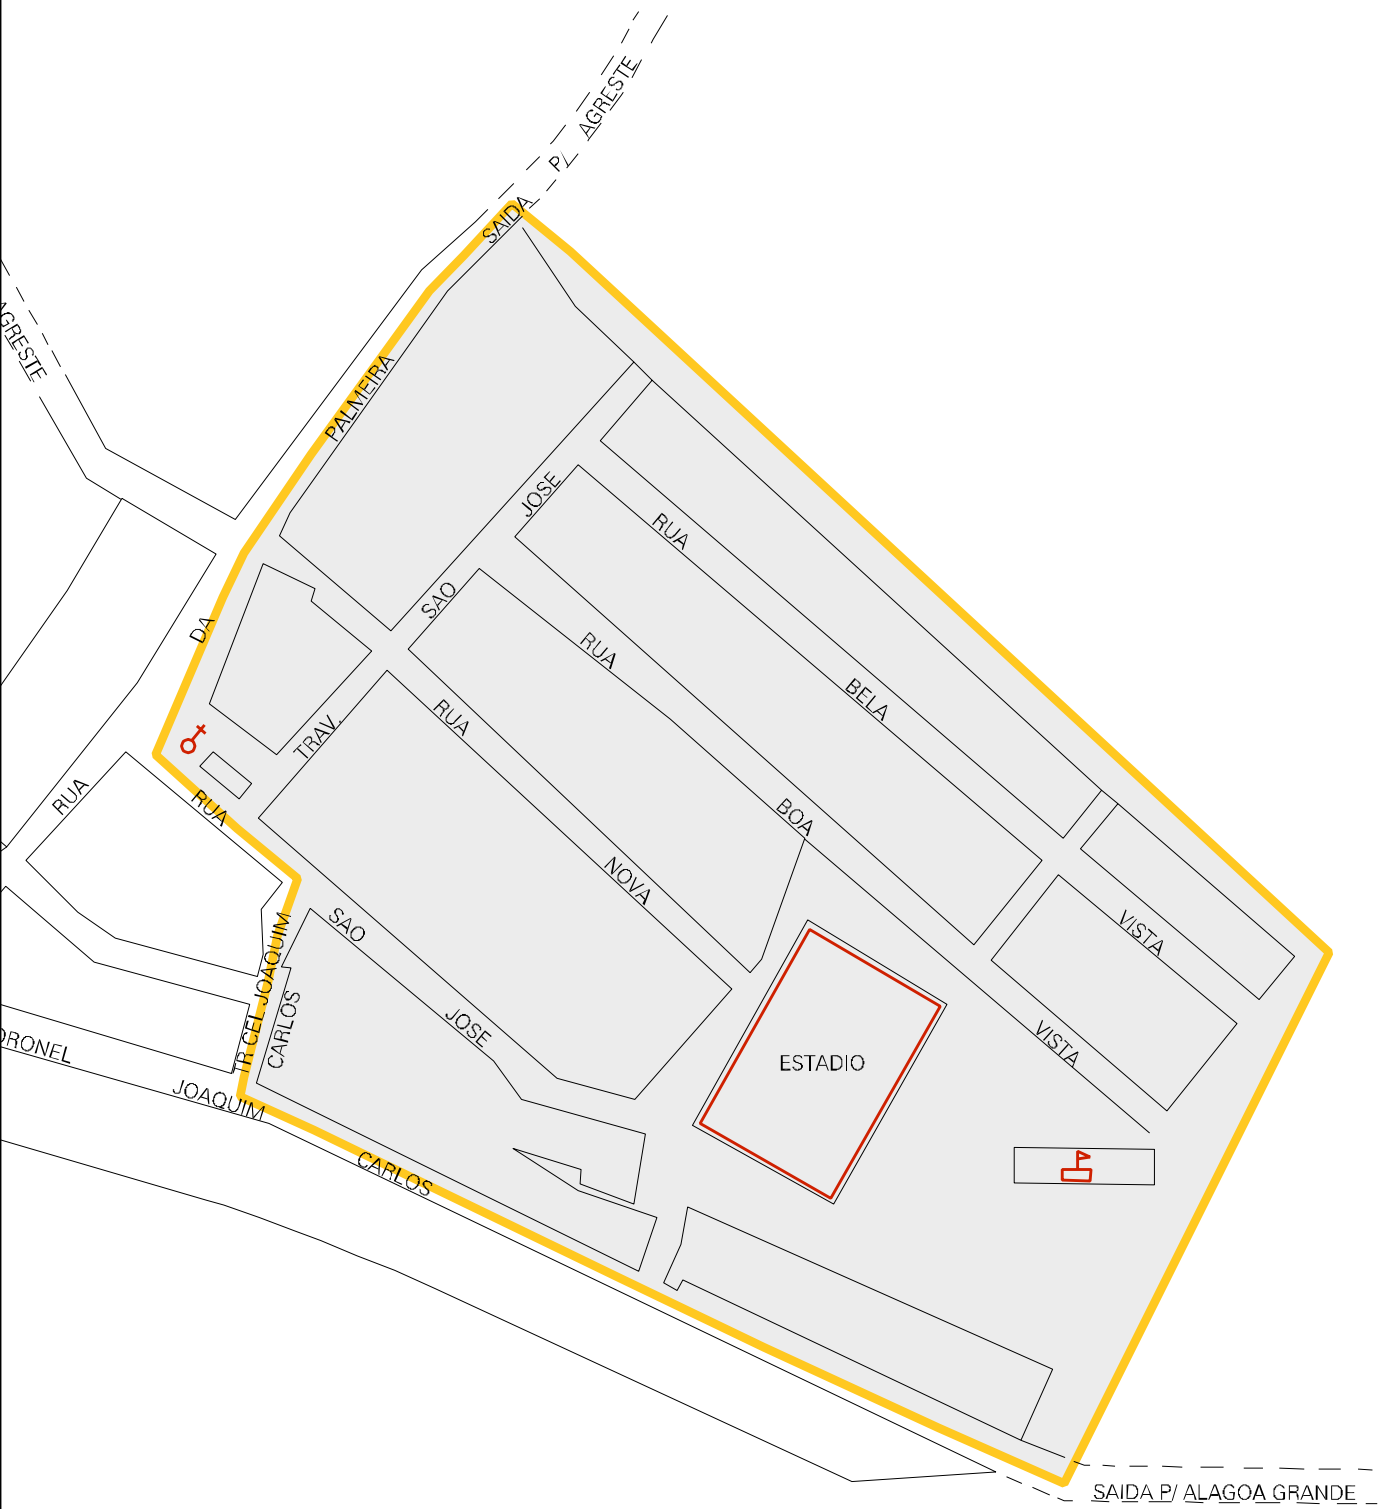 AGRESTE
P/
SAIDA
AGRESTE
PALMEIRA
JOSE
RUA
SAO
DA
RUA
BELA
RUA
TRAV.
RUA
RUA
BOA
NOVA
SAO
VISTA
TR CEL JOAQUIM
CARLOS
JOSE
VISTA
ORONEL
ESTADIO
JOAQUIM
CARLOS
SAIDA P/ ALAGOA GRANDE